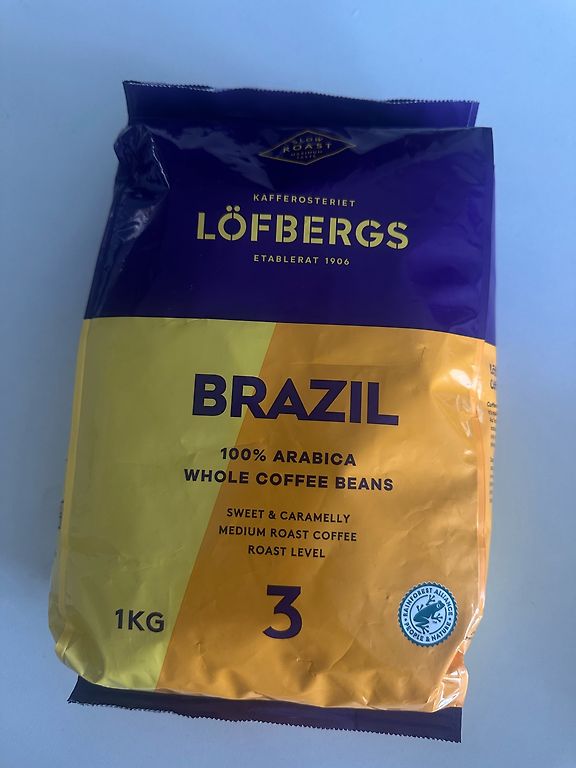 SLOW
ROAST
KAFFEROSTERIET
LÖFBERGS
ETABLERAT 1906
BRAZIL
100% ARABICA
WHOLE COFFEE BEANS
SWEET & CARAMELLY
MEDIUM ROAST COFFEE
ROAST LEVEL
3
1KG
RAINFOREST ALLIANCE
PEOPLE & NATURE